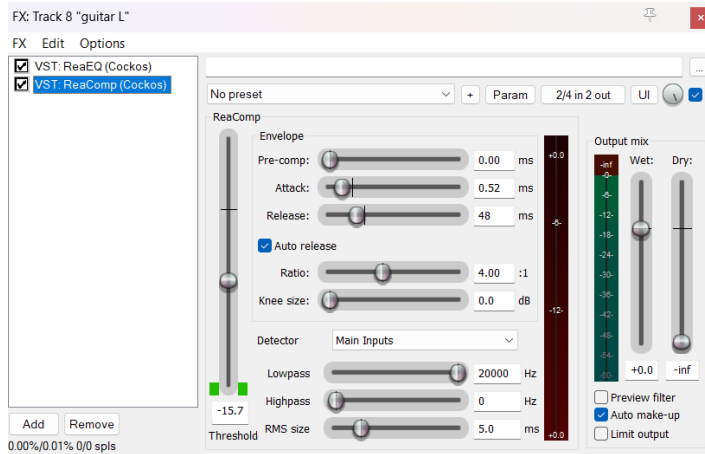 FX: Track 8 "guitar L"
×
FX Edit Options
VST: ReaEQ (Cockos)
VST: ReaComp (Cockos)
...
No preset + Param 2/4 in 2 out UI
ReaComp
Envelope
Pre-comp: 0.00 ms
Attack: 0.52 ms
Release: 48 ms
Auto release
Ratio: 4.00 :1
Knee size: 0.0 dB
Detector Main Inputs
Lowpass 20000 Hz
Highpass 0 Hz
RMS size 5.0 ms
-15.7
Threshold
+0.0
-6-
-12-
+0.0
Output mix
Wet: Dry:
-inf
-0-
-6-
-12-
-18-
-24-
-30-
-36-
-42-
-48-
-54-
-60-
+0.0 -inf
Preview filter
Auto make-up
Limit output
Add Remove
0.00%/0.01% 0/0 spls